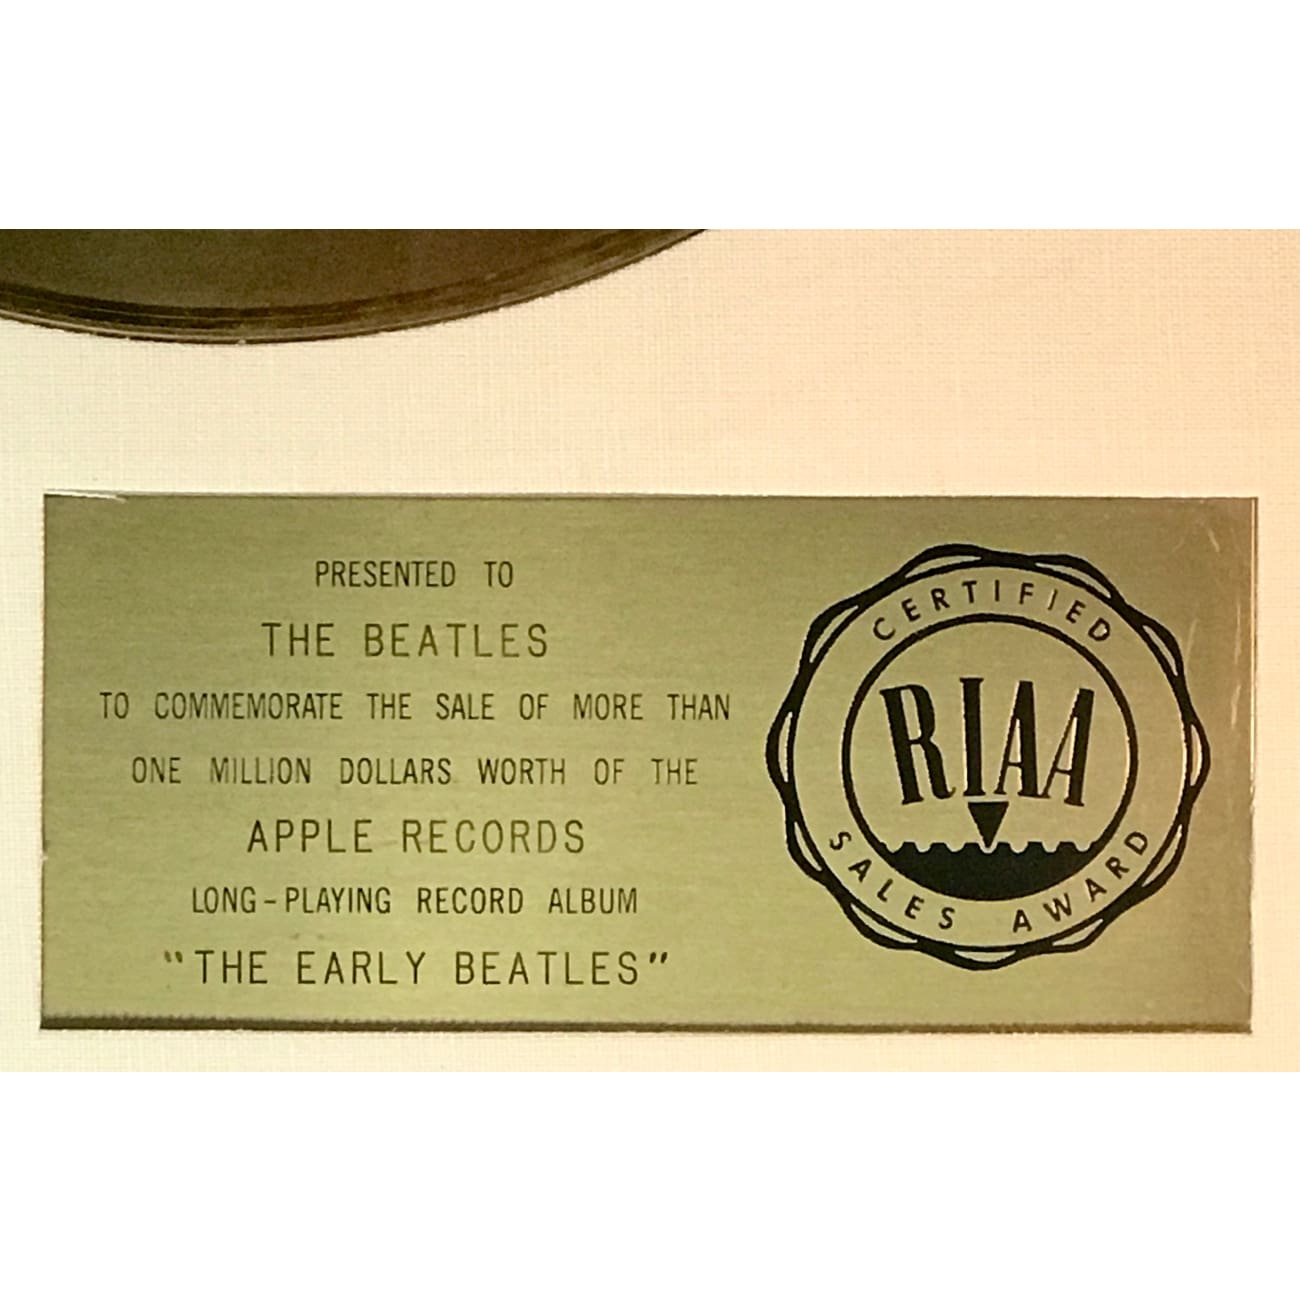 PRESENTED TO
THE BEATLES
TO COMMEMORATE THE SALE OF MORE THAN
ONE MILLION DOLLARS WORTH OF THE
APPLE RECORDS
LONG-PLAYING RECORD ALBUM
"THE EARLY BEATLES"
CERTIFIED
RIAA
SALES AWARD